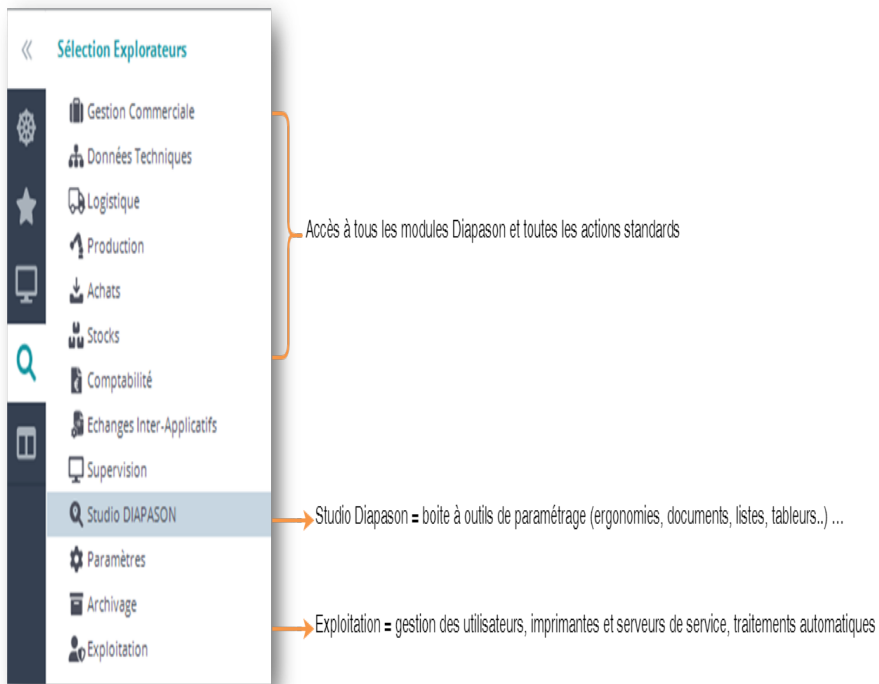 Sélection Explorateurs
Gestion Commerciale
Données Techniques
Logistique
Production
Achats
Stocks
Comptabilité
Echanges Inter-Applicatifs
Supervision
Studio DIAPASON
Paramètres
Archivage
Exploitation
Accès à tous les modules Diapason et toutes les actions standards
Studio Diapason = boite à outils de paramétrage (ergonomies, documents, listes, tableurs..) ...
Exploitation = gestion des utilisateurs, imprimantes et serveurs de service, traitements automatiques